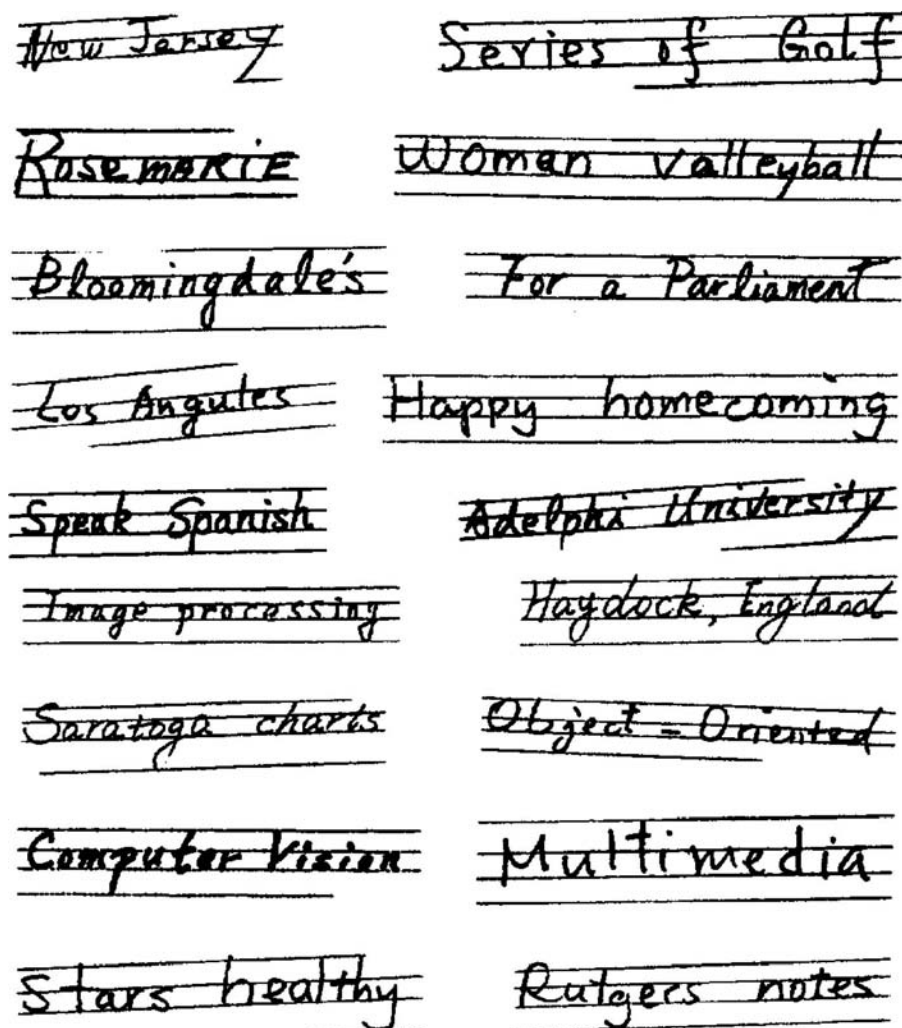 New Jersey
Series of Golf
RosemaRiE
Woman valleyball
Bloomingdale's
For a Parliament
Los Angules
Happy homecoming
Speak Spanish
Adelphi University
Image processing
Haydock, England
Saratoga charts
Object - Oriented
Computer Vision
Multimedia
Stars healthy
Rutgers notes